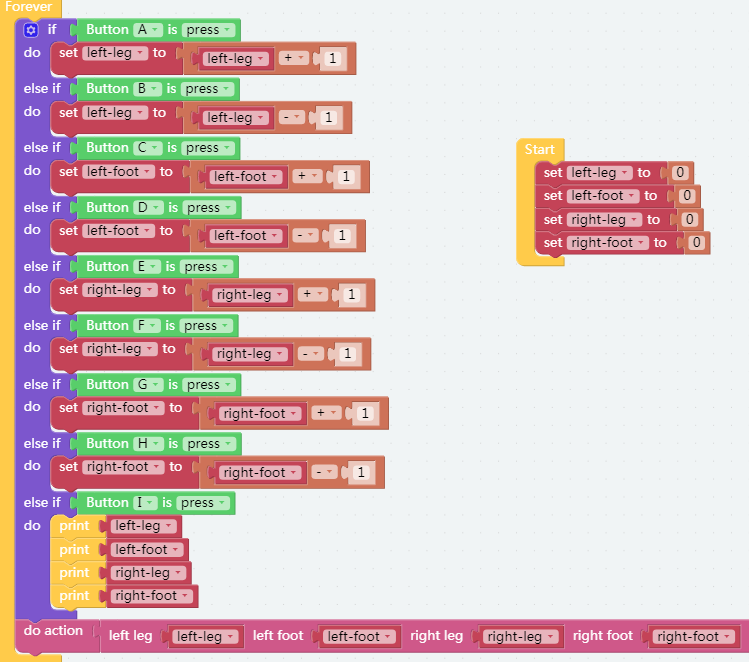 Forever
if Button A is press
do set left-leg to left-leg + 1
else if Button B is press
do set left-leg to left-leg - 1
else if Button C is press
do set left-foot to left-foot + 1
else if Button D is press
do set left-foot to left-foot - 1
else if Button E is press
do set right-leg to right-leg + 1
else if Button F is press
do set right-leg to right-leg - 1
else if Button G is press
do set right-foot to right-foot + 1
else if Button H is press
do set right-foot to right-foot - 1
else if Button I is press
do print left-leg
print left-foot
print right-leg
print right-foot
do action left leg left-leg left foot left-foot right leg right-leg right foot right-foot
Start
set left-leg to 0
set left-foot to 0
set right-leg to 0
set right-foot to 0